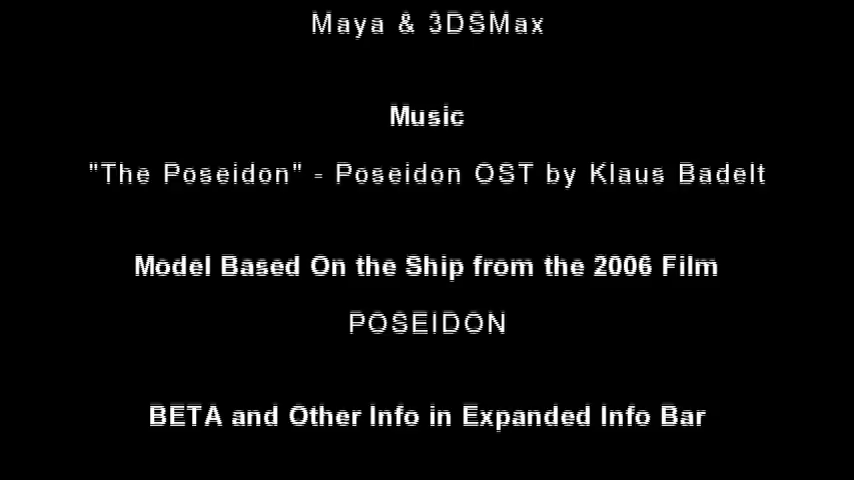 Maya & 3DSMax
Music
"The Poseidon" - Poseidon OST by Klaus Badelt
Model Based On the Ship from the 2006 Film
POSEIDON
BETA and Other Info in Expanded Info Bar